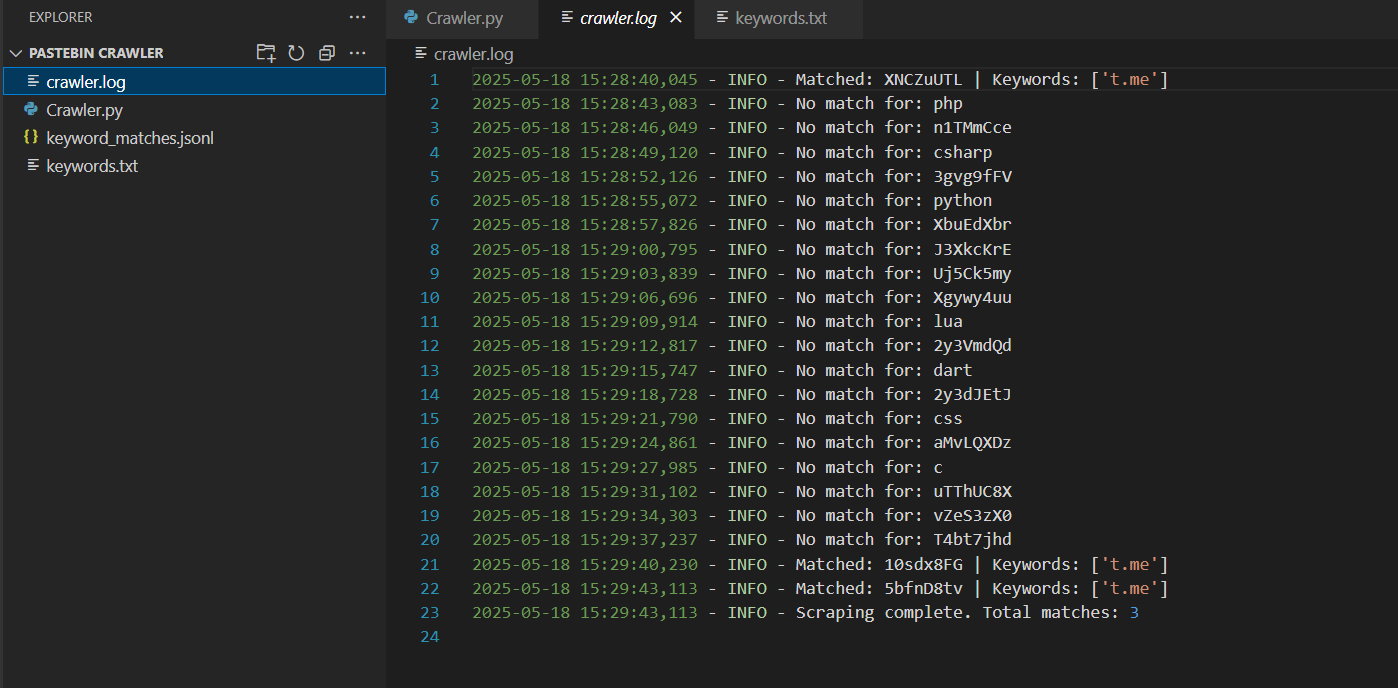 EXPLORER
PASTEBIN CRAWLER
crawler.log
Crawler.py
keyword_matches.jsonl
keywords.txt
Crawler.py
crawler.log
keywords.txt
crawler.log
1 2025-05-18 15:28:40,045 - INFO - Matched: XNCZuUTL | Keywords: ['t.me']
2 2025-05-18 15:28:43,083 - INFO - No match for: php
3 2025-05-18 15:28:46,049 - INFO - No match for: n1TMmCce
4 2025-05-18 15:28:49,120 - INFO - No match for: csharp
5 2025-05-18 15:28:52,126 - INFO - No match for: 3gvg9fFV
6 2025-05-18 15:28:55,072 - INFO - No match for: python
7 2025-05-18 15:28:57,826 - INFO - No match for: XbuEdXbr
8 2025-05-18 15:29:00,795 - INFO - No match for: J3XkcKrE
9 2025-05-18 15:29:03,839 - INFO - No match for: Uj5Ck5my
10 2025-05-18 15:29:06,696 - INFO - No match for: Xgywy4uu
11 2025-05-18 15:29:09,914 - INFO - No match for: lua
12 2025-05-18 15:29:12,817 - INFO - No match for: 2y3VmdQd
13 2025-05-18 15:29:15,747 - INFO - No match for: dart
14 2025-05-18 15:29:18,728 - INFO - No match for: 2y3dJEtJ
15 2025-05-18 15:29:21,790 - INFO - No match for: css
16 2025-05-18 15:29:24,861 - INFO - No match for: aMvLQXDz
17 2025-05-18 15:29:27,985 - INFO - No match for: c
18 2025-05-18 15:29:31,102 - INFO - No match for: uTThUC8X
19 2025-05-18 15:29:34,303 - INFO - No match for: vZeS3zX0
20 2025-05-18 15:29:37,237 - INFO - No match for: T4bt7jhd
21 2025-05-18 15:29:40,230 - INFO - Matched: 10sdx8FG | Keywords: ['t.me']
22 2025-05-18 15:29:43,113 - INFO - Matched: 5bfnD8tv | Keywords: ['t.me']
23 2025-05-18 15:29:43,113 - INFO - Scraping complete. Total matches: 3
24